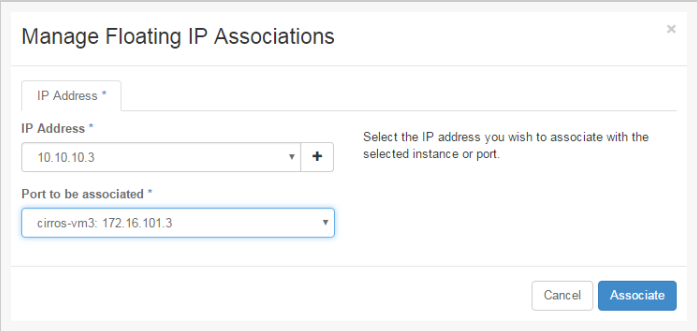 Manage Floating IP Associations
×
IP Address *
IP Address *
10.10.10.3
+
Select the IP address you wish to associate with the
selected instance or port.
Port to be associated *
cirros-vm3: 172.16.101.3
Cancel
Associate